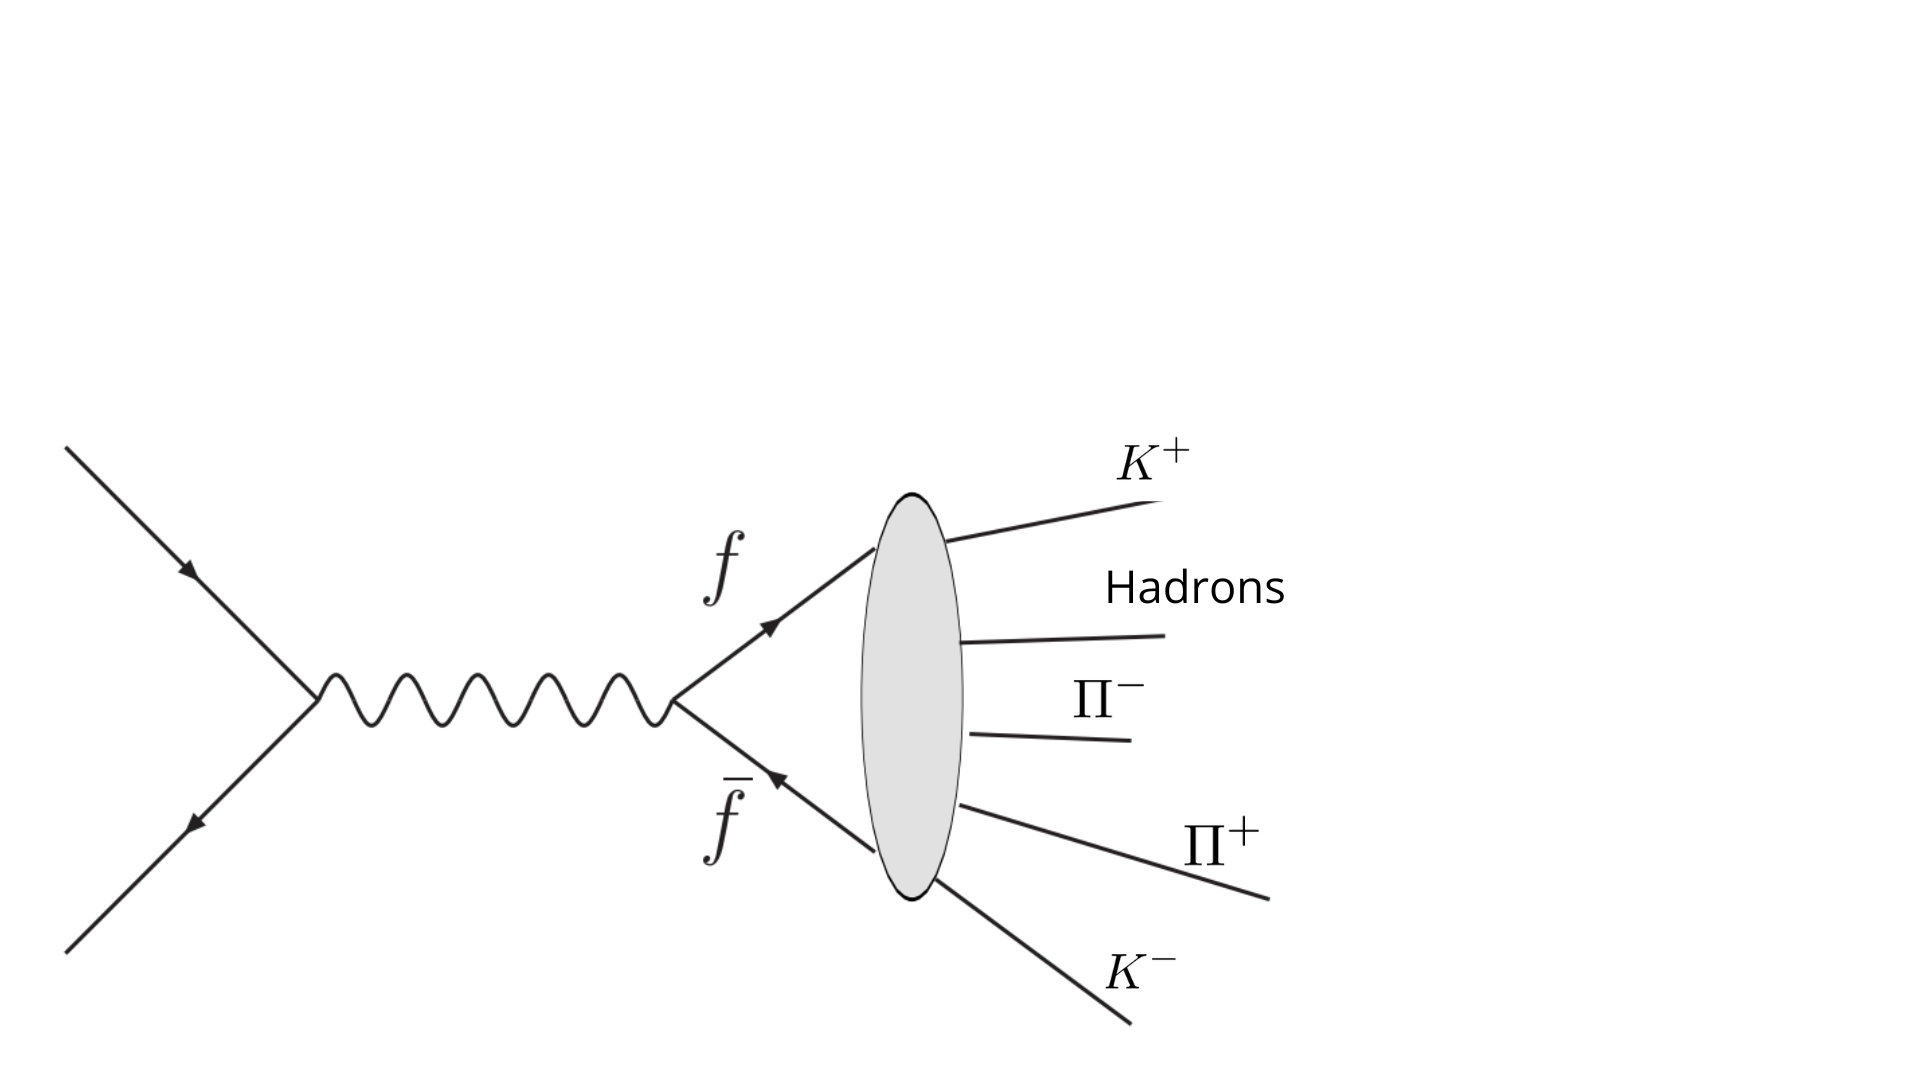 K⁺
f
Hadrons
Π⁻
f̄
Π⁺
K⁻